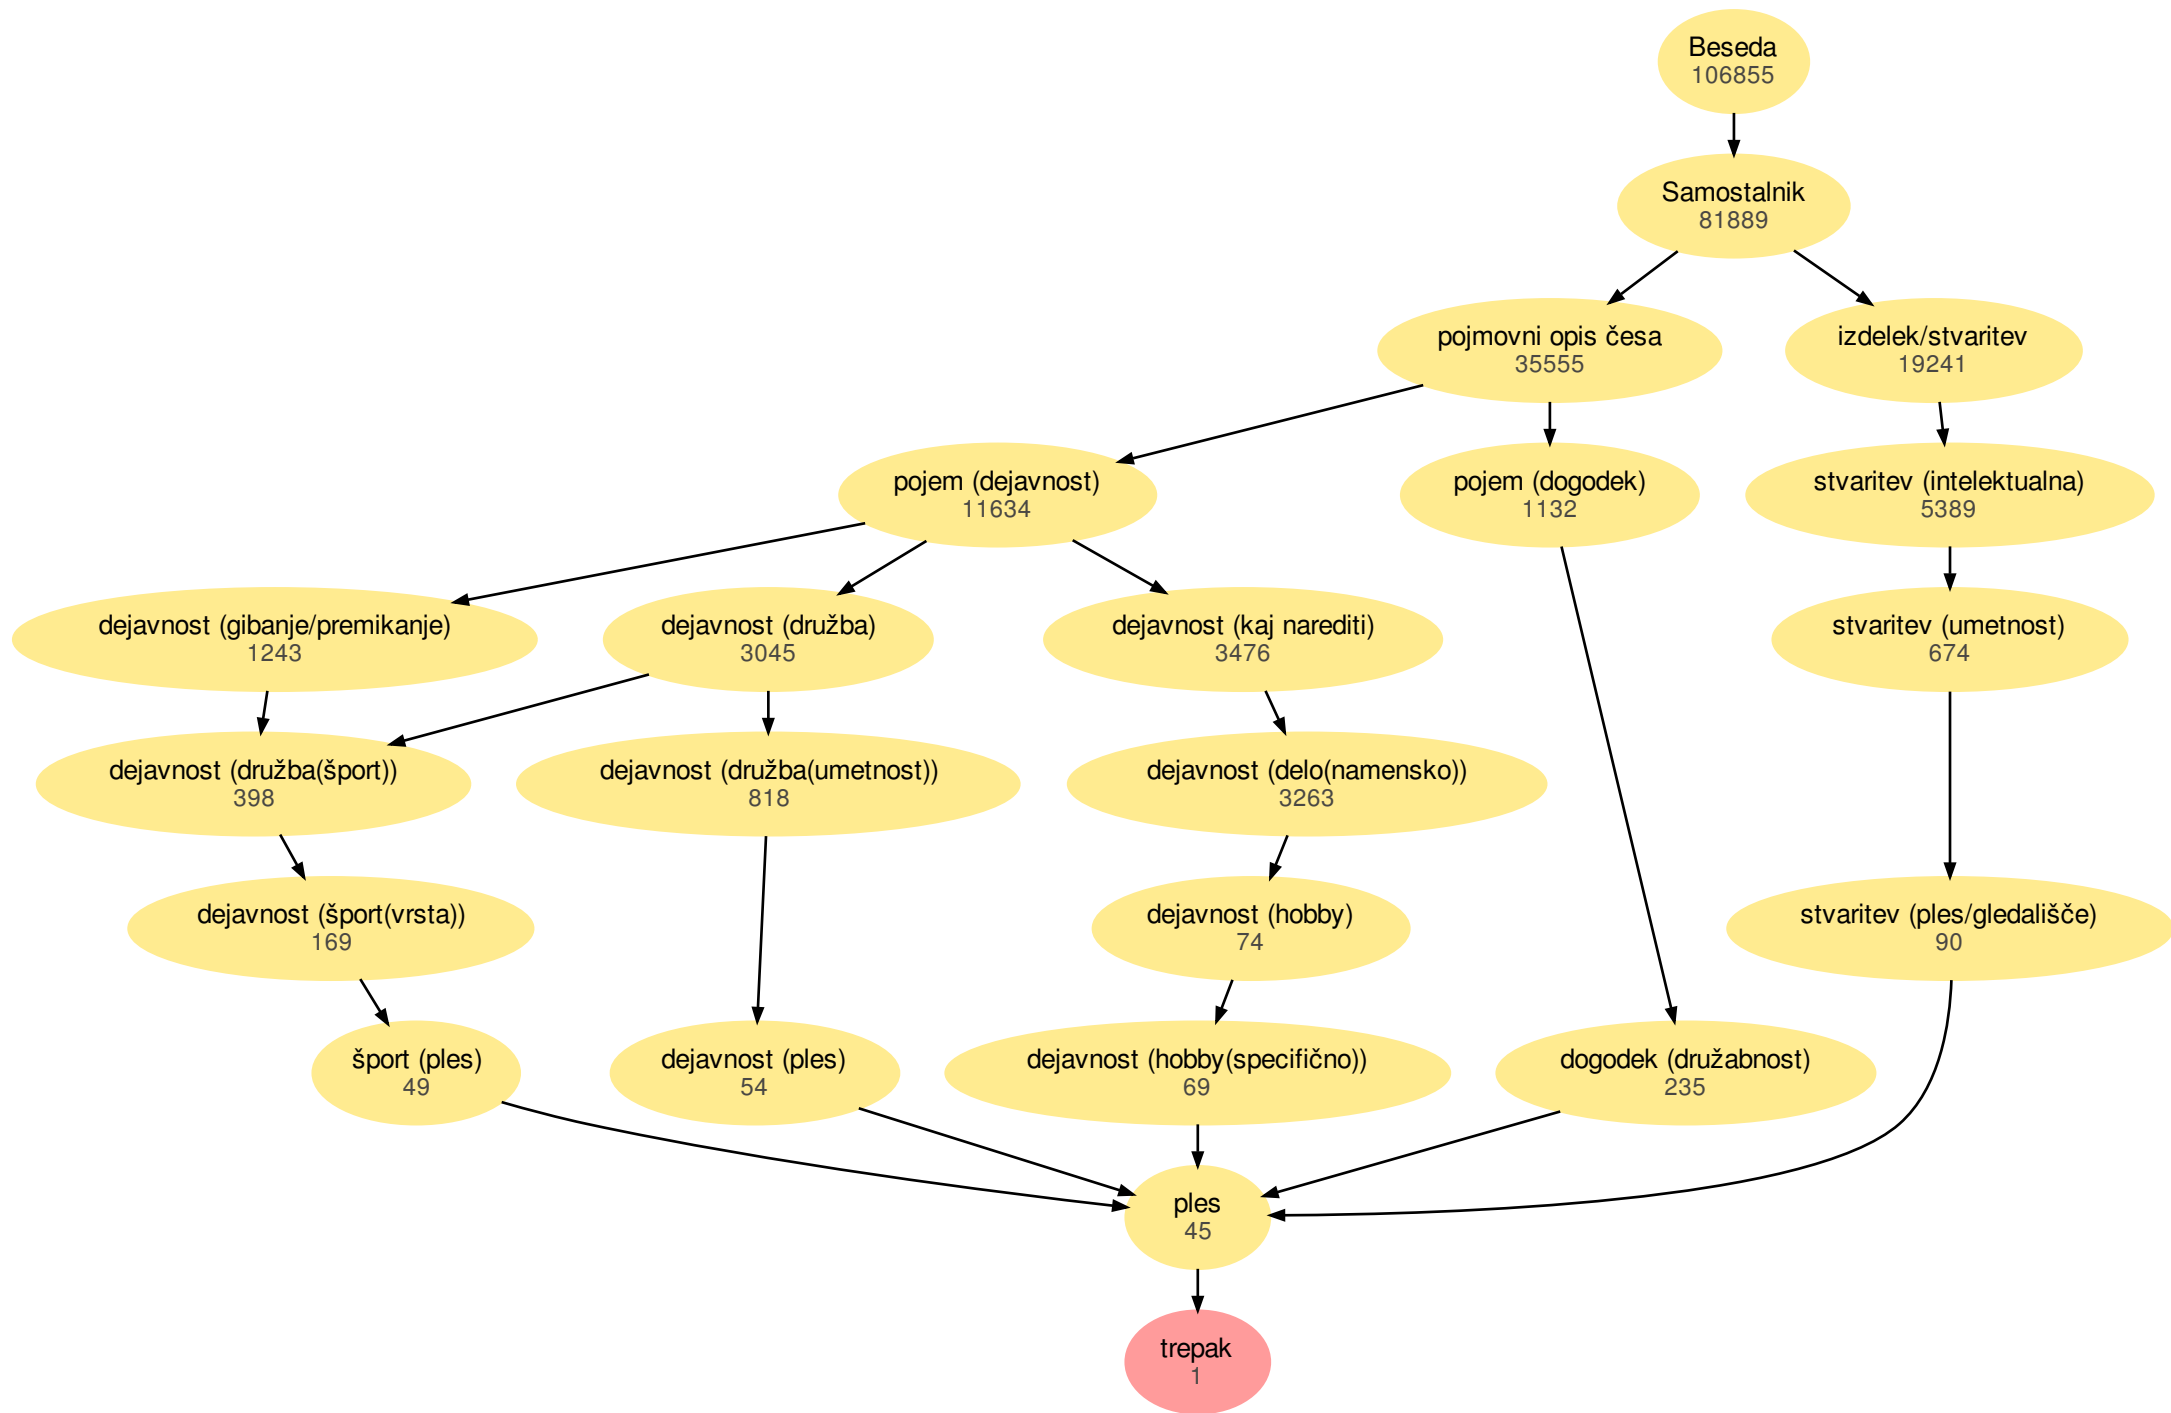 Beseda
106855
Samostalnik
81889
pojmovni opis česa
35555
izdelek/stvaritev
19241
pojem (dejavnost)
11634
pojem (dogodek)
1132
stvaritev (intelektualna)
5389
dejavnost (gibanje/premikanje)
1243
dejavnost (družba)
3045
dejavnost (kaj narediti)
3476
stvaritev (umetnost)
674
dejavnost (družba(šport))
398
dejavnost (družba(umetnost))
818
dejavnost (delo(namensko))
3263
dejavnost (šport(vrsta))
169
dejavnost (hobby)
74
stvaritev (ples/gledališče)
90
šport (ples)
49
dejavnost (ples)
54
dejavnost (hobby(specifično))
69
dogodek (družabnost)
235
ples
45
trepak
1